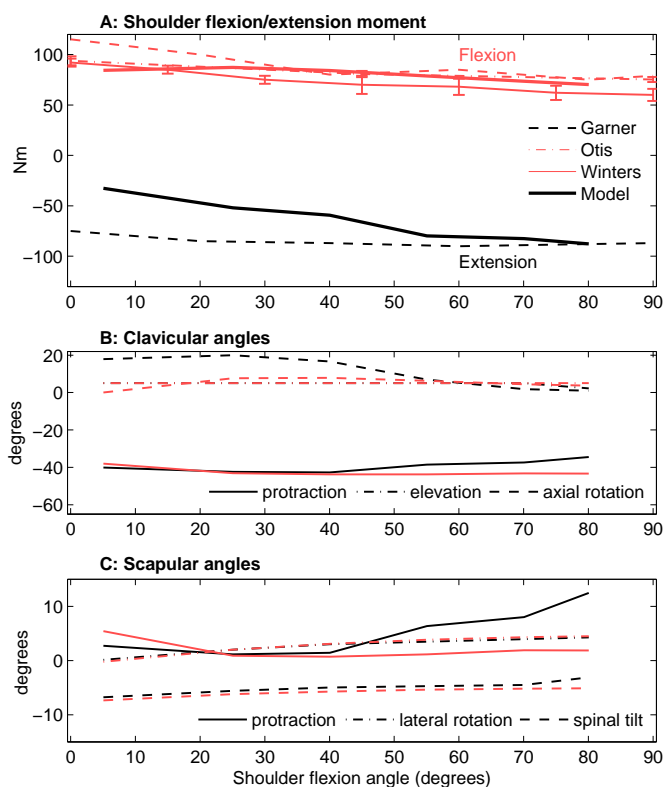 A: Shoulder flexion/extension moment
100
50
0
−50
−100
Nm
Flexion
Garner
Otis
Winters
Model
Extension
0 10 20 30 40 50 60 70 80 90
B: Clavicular angles
20
0
−20
−40
−60
degrees
protraction elevation axial rotation
0 10 20 30 40 50 60 70 80 90
C: Scapular angles
10
0
−10
degrees
protraction lateral rotation spinal tilt
0 10 20 30 40 50 60 70 80 90
Shoulder flexion angle (degrees)